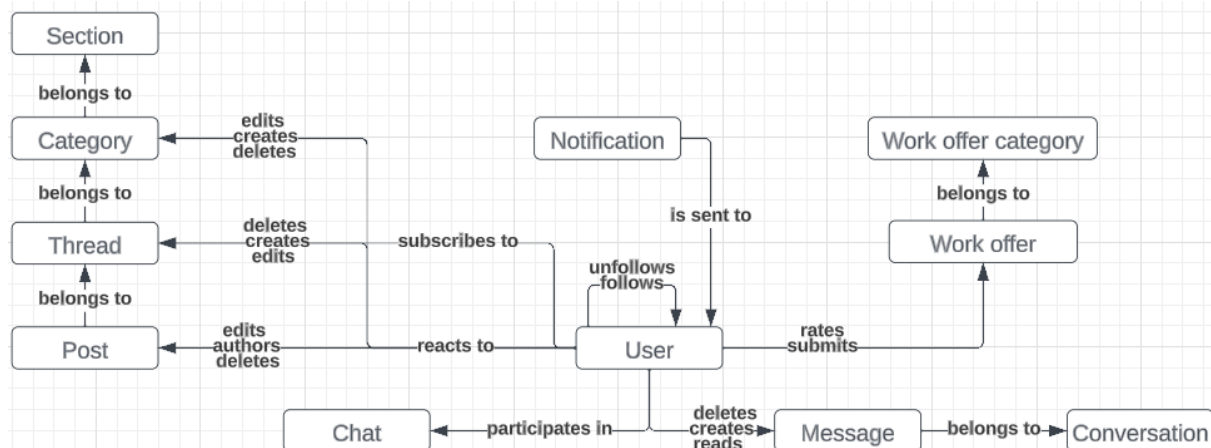 Section
belongs to
Category
edits
creates
deletes
Notification
Work offer category
belongs to
is sent to
belongs to
Thread
deletes
creates
edits
subscribes to
Work offer
belongs to
unfollows
follows
Post
edits
authors
deletes
reacts to
User
rates
submits
Chat
participates in
deletes
creates
reads
Message
belongs to
Conversation